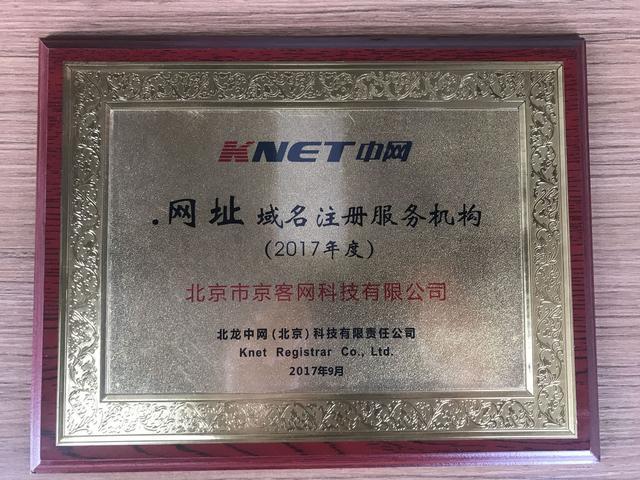 KNET中网
.网址 域名注册服务机构
(2017年度)
北京市京客网科技有限公司
北龙中网(北京)科技有限责任公司
Knet Registrar Co., Ltd.
2017年9月